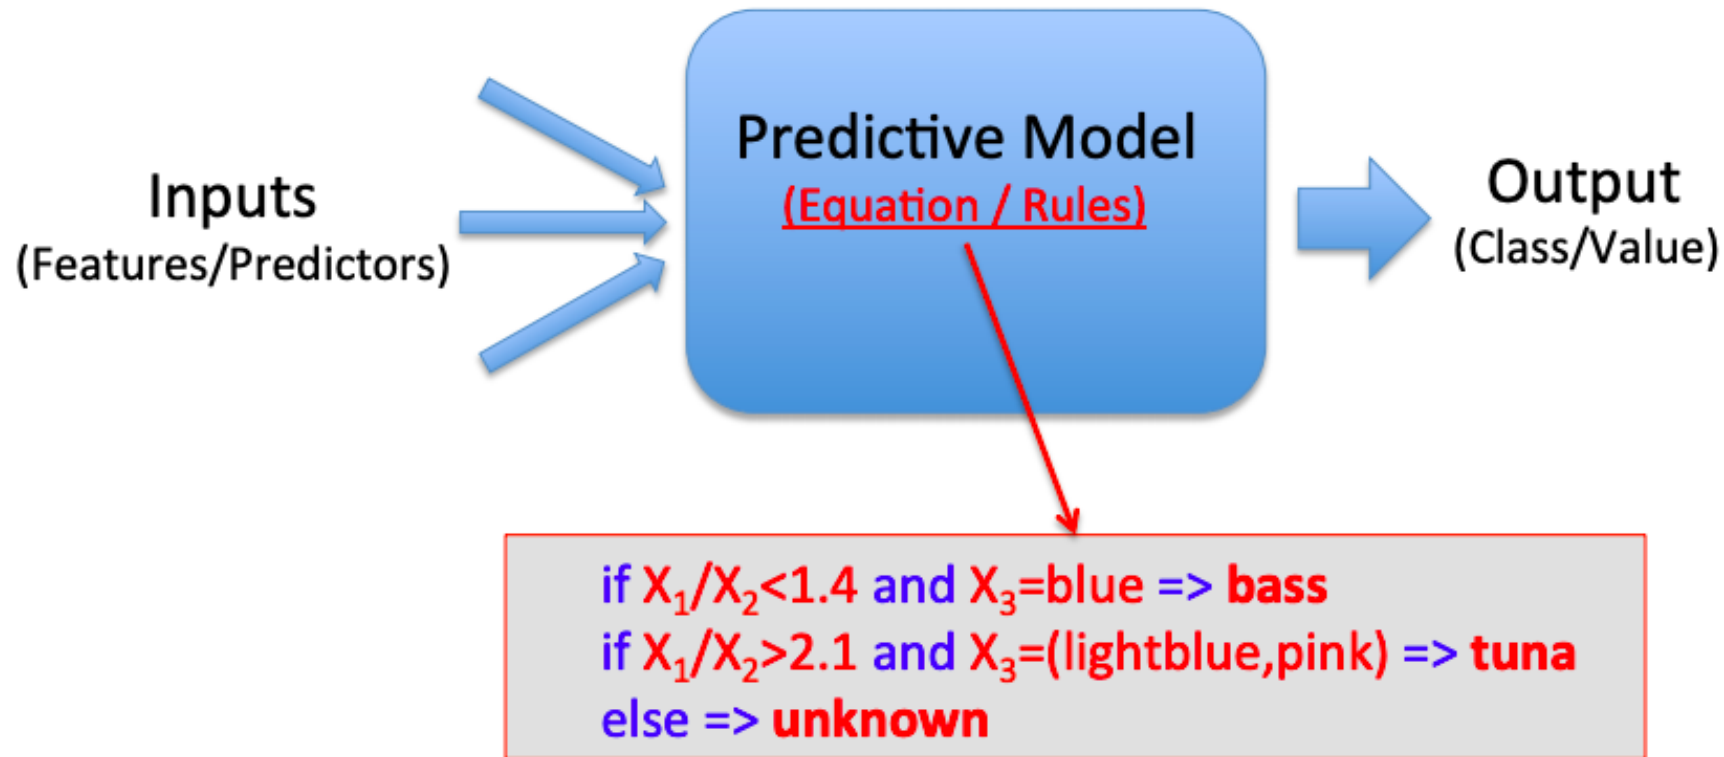 Inputs
(Features/Predictors)
Predictive Model
(Equation / Rules)
Output
(Class/Value)
if X₁/X₂<1.4 and X₃=blue => bass
if X₁/X₂>2.1 and X₃=(lightblue,pink) => tuna
else => unknown